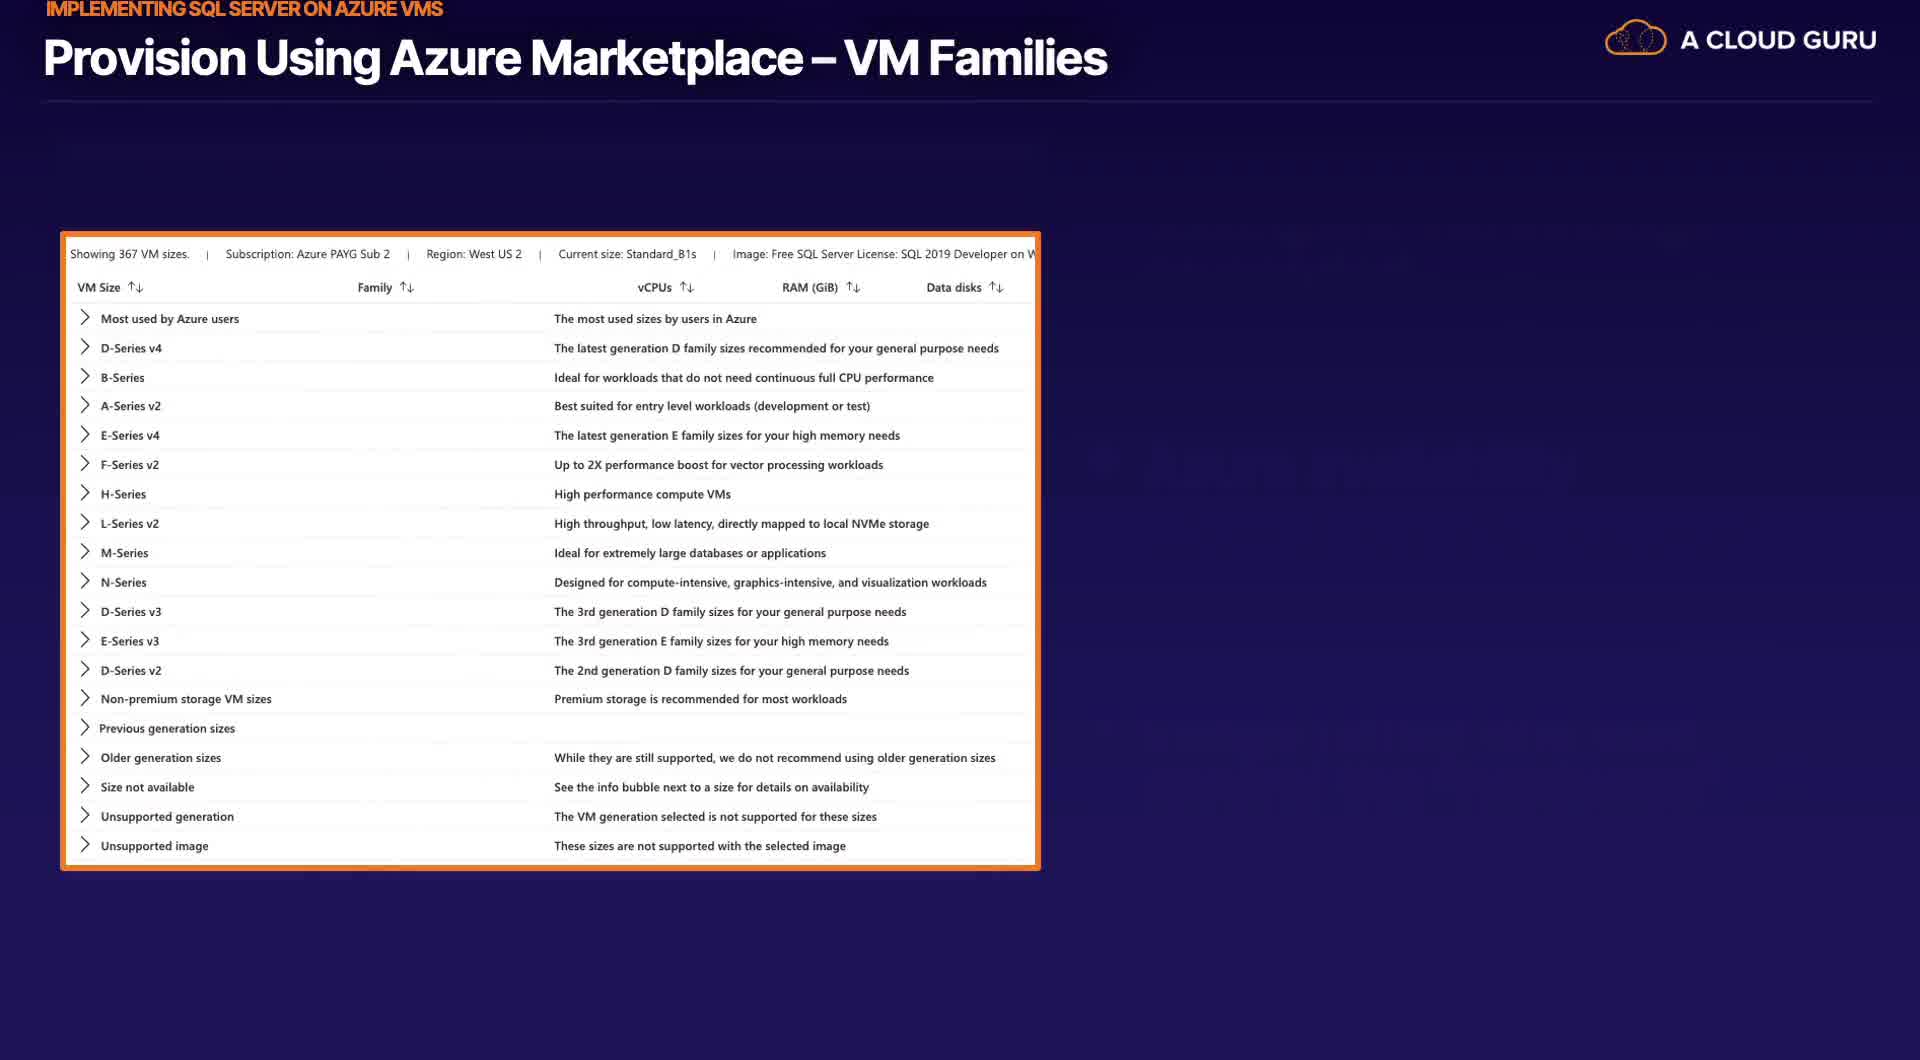 IMPLEMENTING SQL SERVER ON AZURE VMS
Provision Using Azure Marketplace – VM Families
A CLOUD GURU
Showing 367 VM sizes. | Subscription: Azure PAYG Sub 2 | Region: West US 2 | Current size: Standard_B1s | Image: Free SQL Server License: SQL 2019 Developer on W
VM Size ↑↓ Family ↑↓ vCPUs ↑↓ RAM (GiB) ↑↓ Data disks ↑↓
Most used by Azure users The most used sizes by users in Azure
D-Series v4 The latest generation D family sizes recommended for your general purpose needs
B-Series Ideal for workloads that do not need continuous full CPU performance
A-Series v2 Best suited for entry level workloads (development or test)
E-Series v4 The latest generation E family sizes for your high memory needs
F-Series v2 Up to 2X performance boost for vector processing workloads
H-Series High performance compute VMs
L-Series v2 High throughput, low latency, directly mapped to local NVMe storage
M-Series Ideal for extremely large databases or applications
N-Series Designed for compute-intensive, graphics-intensive, and visualization workloads
D-Series v3 The 3rd generation D family sizes for your general purpose needs
E-Series v3 The 3rd generation E family sizes for your high memory needs
D-Series v2 The 2nd generation D family sizes for your general purpose needs
Non-premium storage VM sizes Premium storage is recommended for most workloads
Previous generation sizes
Older generation sizes While they are still supported, we do not recommend using older generation sizes
Size not available See the info bubble next to a size for details on availability
Unsupported generation The VM generation selected is not supported for these sizes
Unsupported image These sizes are not supported with the selected image